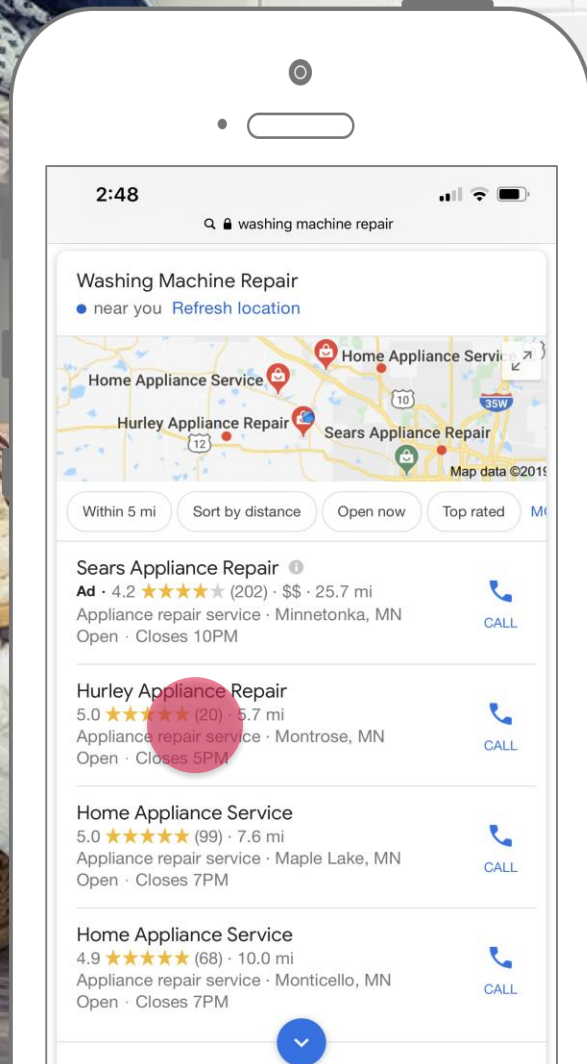 2:48
washing machine repair
Washing Machine Repair
near you Refresh location
Home Appliance Service
Home Appliance Service
10
35W
Hurley Appliance Repair
12
Sears Appliance Repair
Map data ©2019
Within 5 mi Sort by distance Open now Top rated
Sears Appliance Repair
Ad · 4.2 ★★★★★ (202) · $$ · 25.7 mi
Appliance repair service · Minnetonka, MN
Open · Closes 10PM
CALL
Hurley Appliance Repair
5.0 ★★★★★ (20) · 5.7 mi
Appliance repair service · Montrose, MN
Open · Closes 5PM
CALL
Home Appliance Service
5.0 ★★★★★ (99) · 7.6 mi
Appliance repair service · Maple Lake, MN
Open · Closes 7PM
CALL
Home Appliance Service
4.9 ★★★★★ (68) · 10.0 mi
Appliance repair service · Monticello, MN
Open · Closes 7PM
CALL